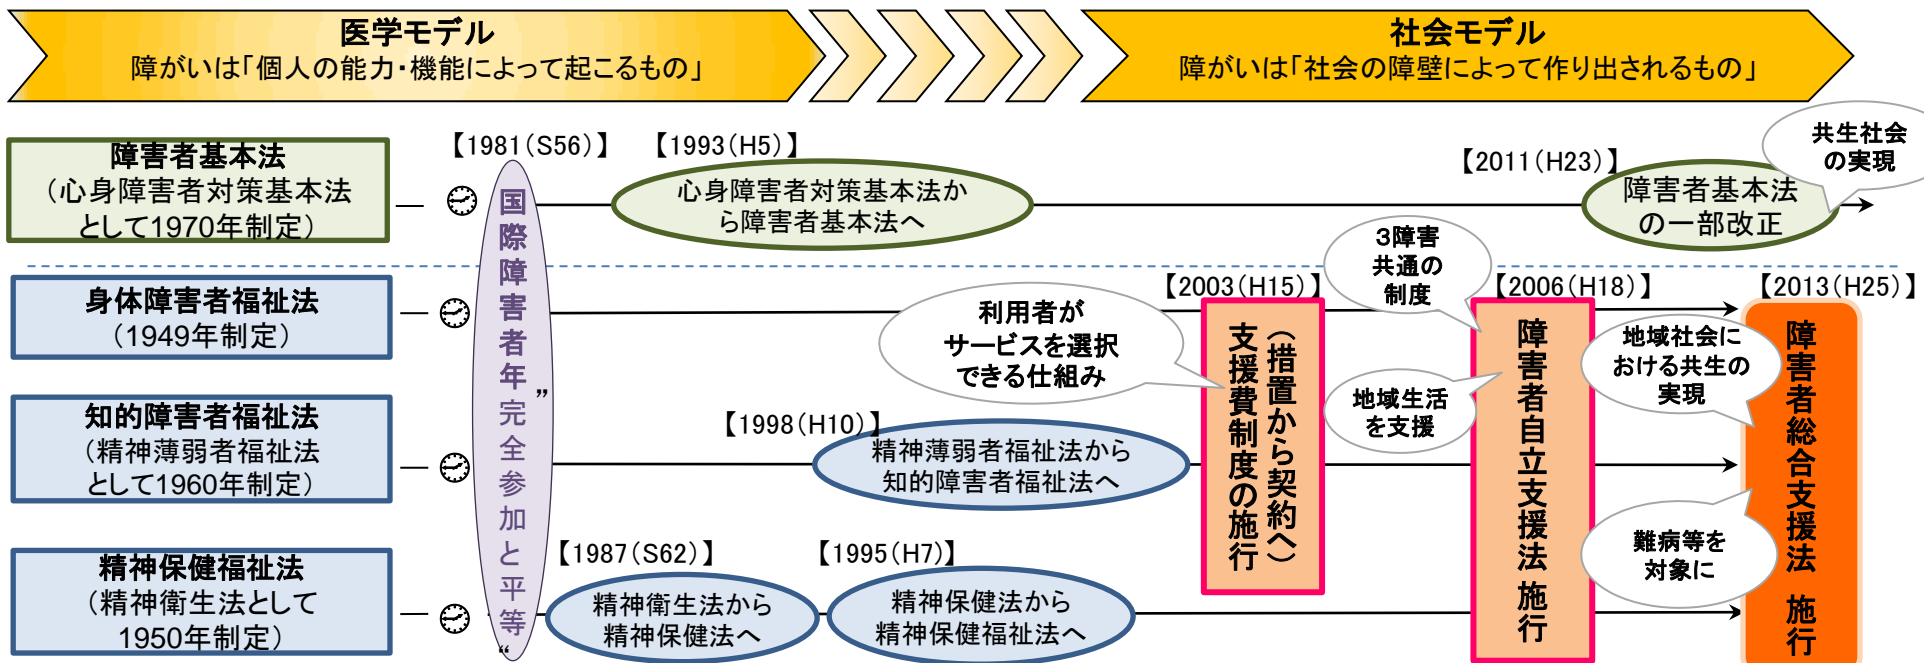 医学モデル
障がいは「個人の能力・機能によって起こるもの」
社会モデル
障がいは「社会の障壁によって作り出されるもの」
障害者基本法
（心身障害者対策基本法
として1970年制定）
【1981(S56)】
国際障害者年
”完全参加と平等“
【1993(H5)】
心身障害者対策基本法か
ら障害者基本法へ
【2011(H23)】
障害者基本法
の一部改正
共生社会
の実現
身体障害者福祉法
（1949年制定）
利用者が
サービスを選択
できる仕組み
【2003(H15)】
（措置から契約へ）
支援費制度の施行
３障害
共通の
制度
地域生活
を支援
【2006(H18)】
障害者自立支援法 施行
【2013(H25)】
地域社会に
おける共生の
実現
障害者総合支援法 施行
難病等を
対象に
知的障害者福祉法
（精神薄弱者福祉法
として1960年制定）
【1998(H10)】
精神薄弱者福祉法から
知的障害者福祉法へ
精神保健福祉法
（精神衛生法として
1950年制定）
【1987(S62)】
精神衛生法から
精神保健法へ
【1995(H7)】
精神保健法から
精神保健福祉法へ